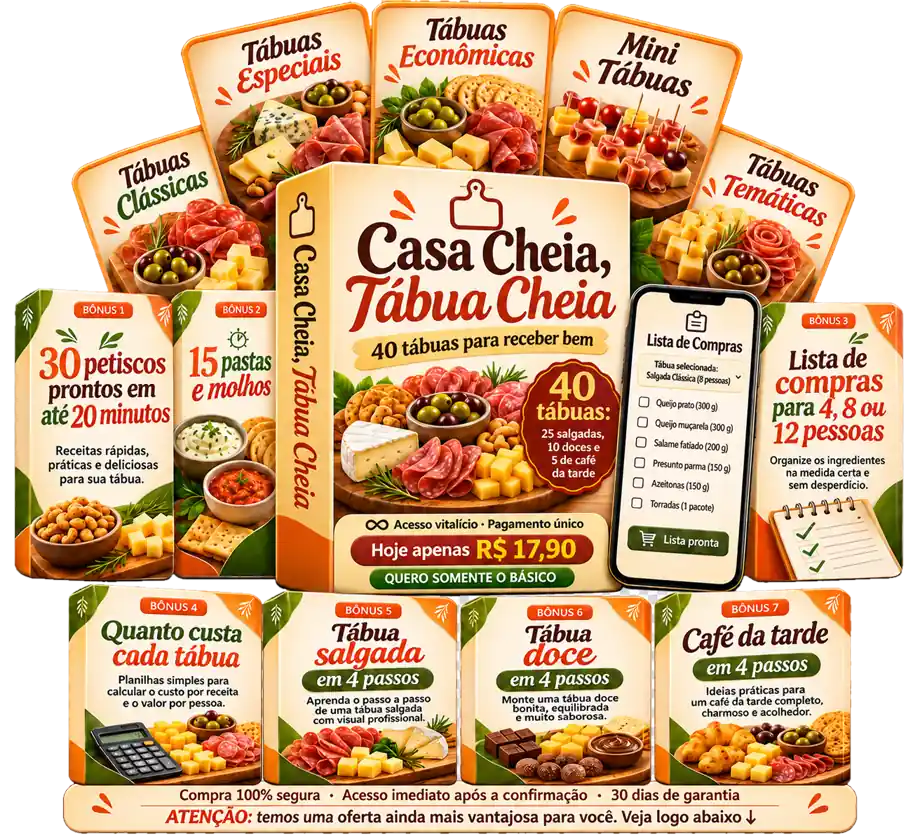 Tábuas
Especiais
Tábuas
Econômicas
Mini
Tábuas
Tábuas
Clássicas
Tábuas
Temáticas
Casa Cheia, Tábua Cheia
Casa Cheia,
Tábua Cheia
40 tábuas para receber bem
40
tábuas:
25 salgadas,
10 doces e
5 de café
da tarde
Acesso vitalício · Pagamento único
Hoje apenas R$ 17,90
QUERO SOMENTE O BÁSICO
BÔNUS 1
30 petiscos
prontos em
até 20 minutos
Receitas rápidas,
práticas e deliciosas
para sua tábua.
BÔNUS 2
15 pastas
e molhos
Lista de Compras
Tábua selecionada:
Salgada Clássica (8 pessoas)
Queijo prato (300 g)
Queijo muçarela (300 g)
Salame fatiado (200 g)
Presunto parma (150 g)
Azeitonas (150 g)
Torradas (1 pacote)
Lista pronta
BÔNUS 3
Lista de
compras
para 4, 8 ou
12 pessoas
Organize os ingredientes
na medida certa e
sem desperdício.
BÔNUS 4
Quanto custa
cada tábua
Planilhas simples para
calcular o custo por receita
e o valor por pessoa.
BÔNUS 5
Tábua
salgada
em 4 passos
Aprenda o passo a passo
de uma tábua salgada
com visual profissional.
BÔNUS 6
Tábua
doce
em 4 passos
Monte uma tábua doce
bonita, equilibrada
e muito saborosa.
BÔNUS 7
Café da tarde
em 4 passos
Ideias práticas para
um café da tarde completo,
charmoso e acolhedor.
Compra 100% segura · Acesso imediato após a confirmação · 30 dias de garantia
ATENÇÃO: temos uma oferta ainda mais vantajosa para você. Veja logo abaixo ↓